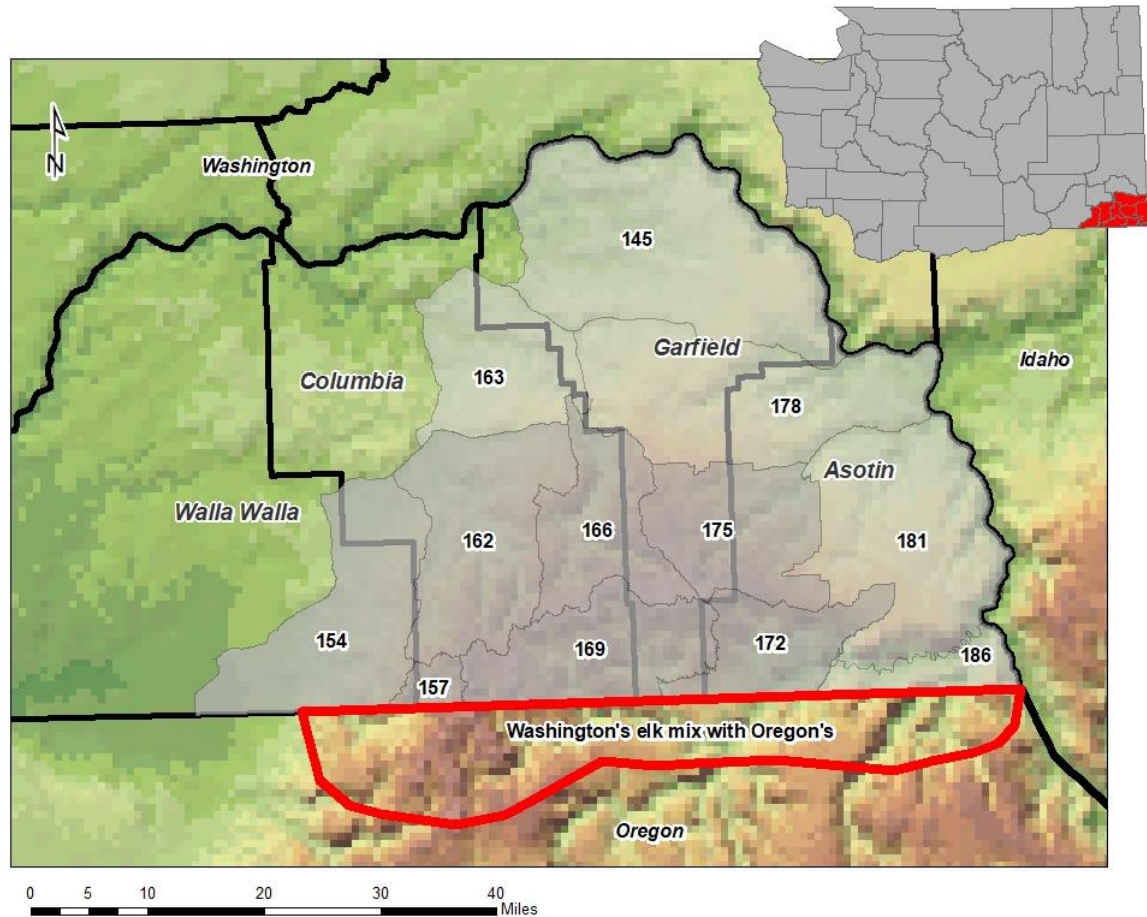 N
Washington
145
Garfield
Idaho
Columbia
163
178
Asotin
Walla Walla
162
166
175
181
154
169
172
186
157
Washington's elk mix with Oregon's
Oregon
0 5 10 20 30 40
Miles